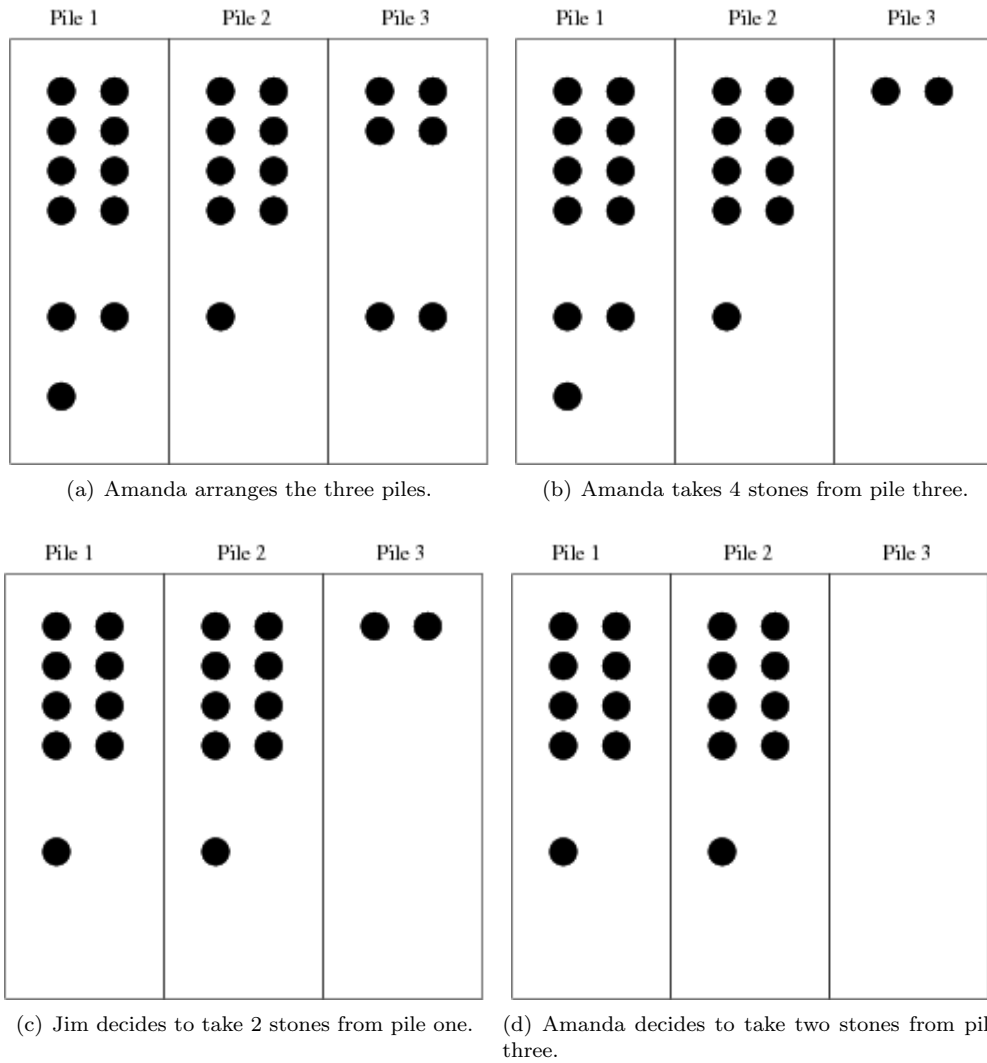 Pile 1 Pile 2 Pile 3 Pile 1 Pile 2 Pile 3
(a) Amanda arranges the three piles. (b) Amanda takes 4 stones from pile three.
Pile 1 Pile 2 Pile 3 Pile 1 Pile 2 Pile 3
(c) Jim decides to take 2 stones from pile one. (d) Amanda decides to take two stones from pil
three.